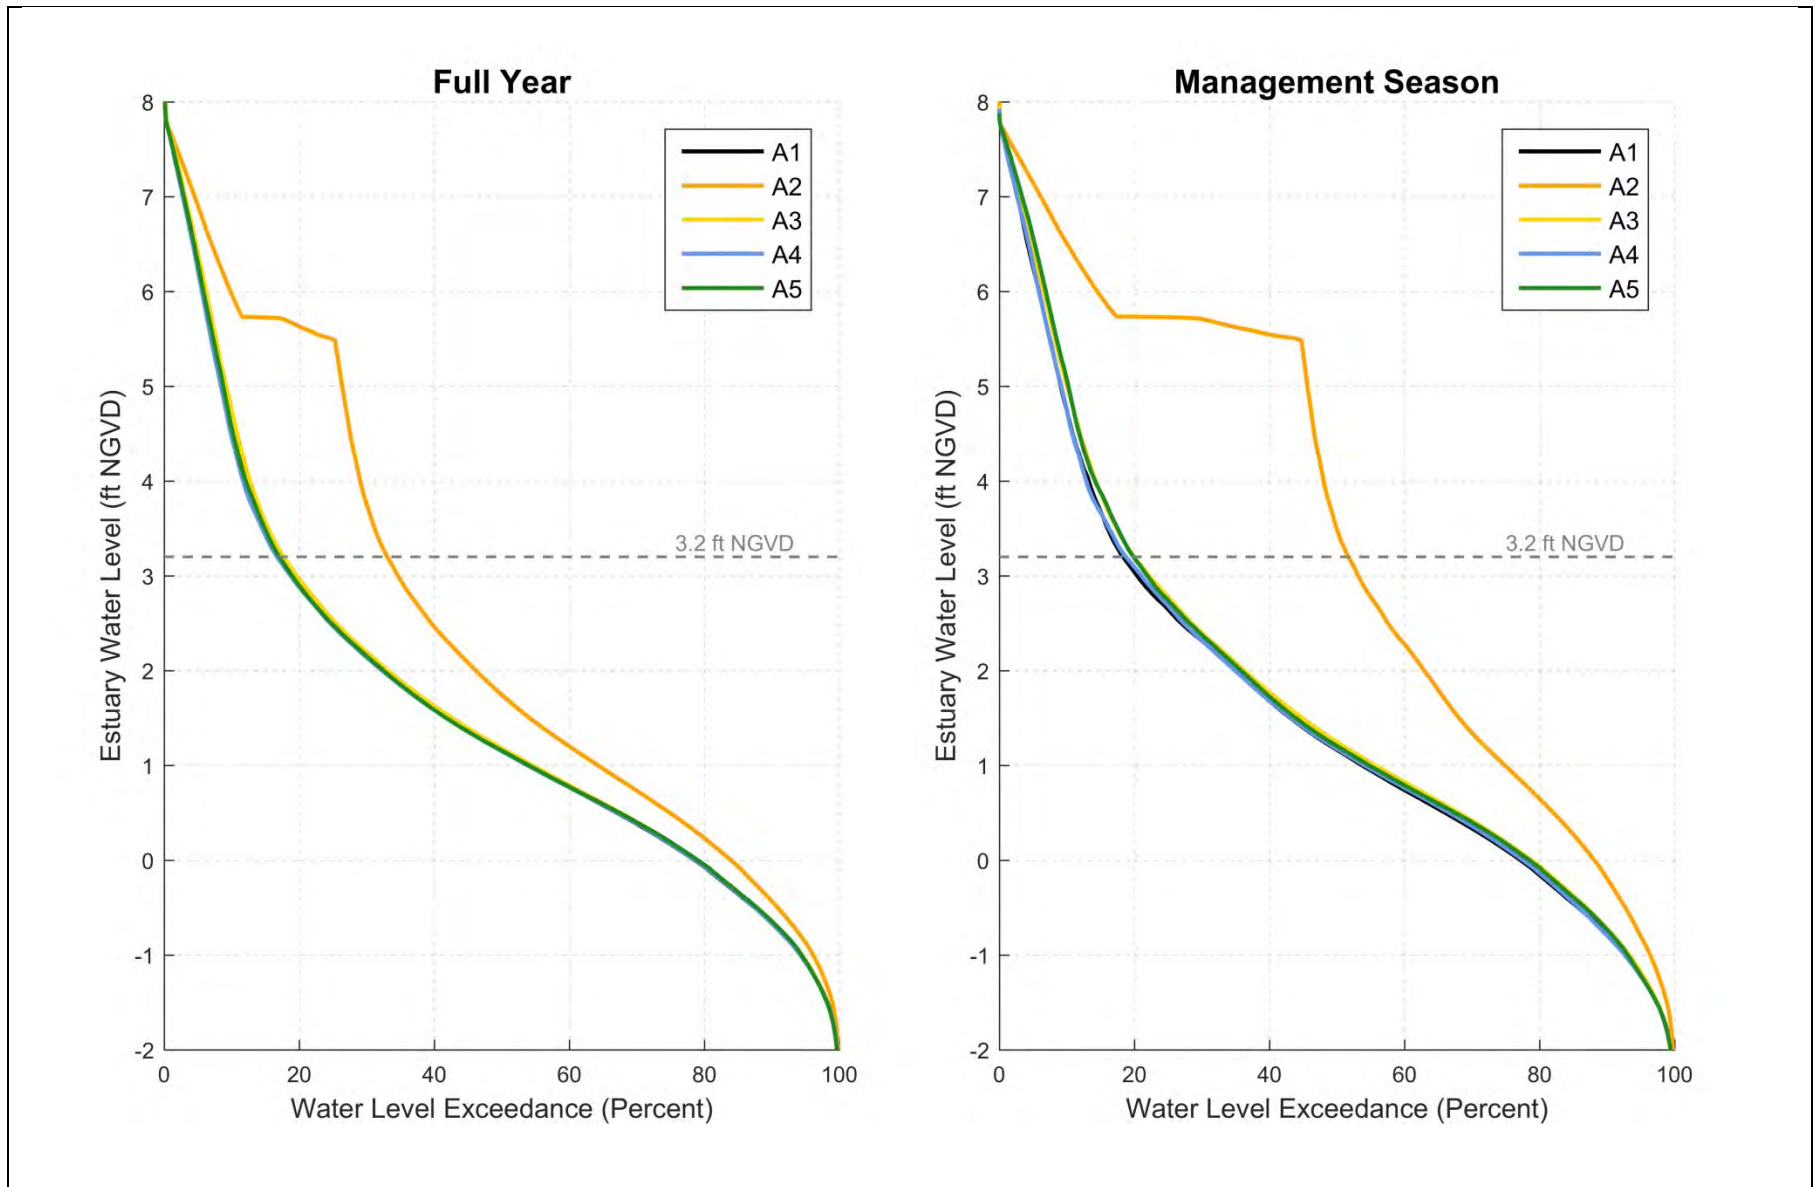 Full Year
8
7
6
5
4
3
2
1
0
-1
-2
Estuary Water Level (ft NGVD)
A1
A2
A3
A4
A5
3.2 ft NGVD
0 20 40 60 80 100
Water Level Exceedance (Percent)
Management Season
8
7
6
5
4
3
2
1
0
-1
-2
Estuary Water Level (ft NGVD)
A1
A2
A3
A4
A5
3.2 ft NGVD
0 20 40 60 80 100
Water Level Exceedance (Percent)